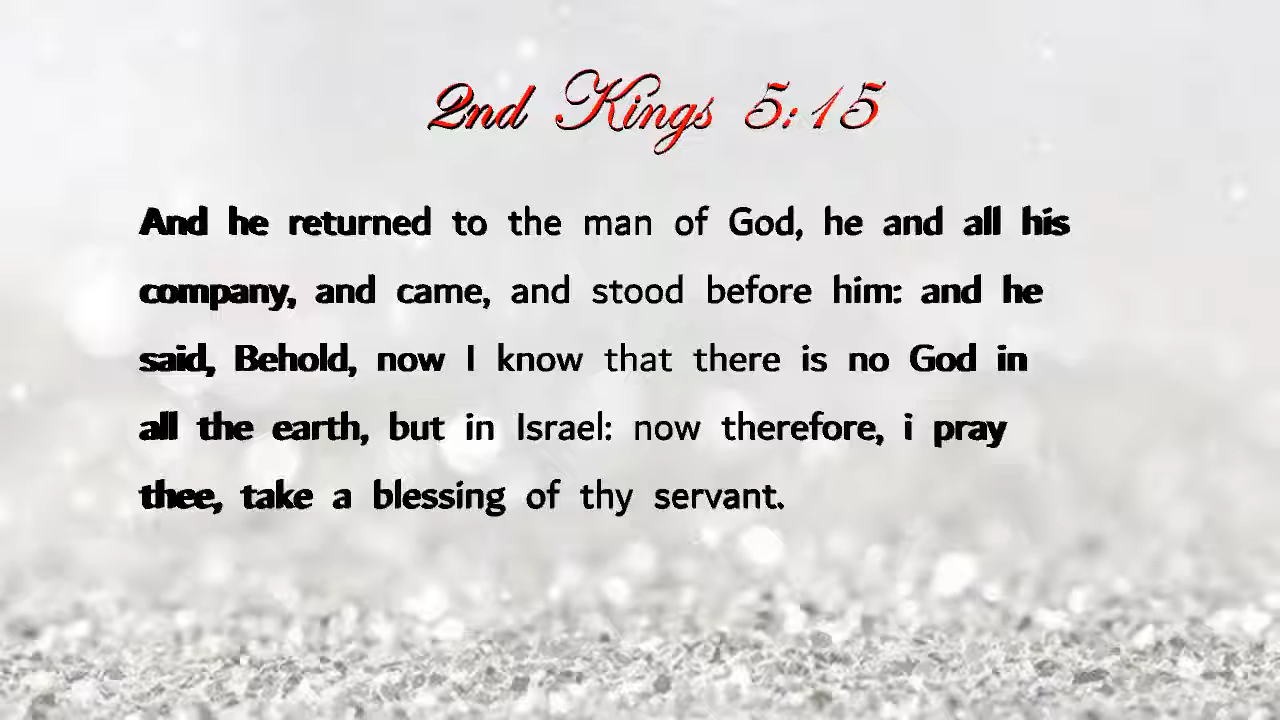 2nd Kings 5:15
And he returned to the man of God, he and all his
company, and came, and stood before him: and he
said, Behold, now I know that there is no God in
all the earth, but in Israel: now therefore, i pray
thee, take a blessing of thy servant.